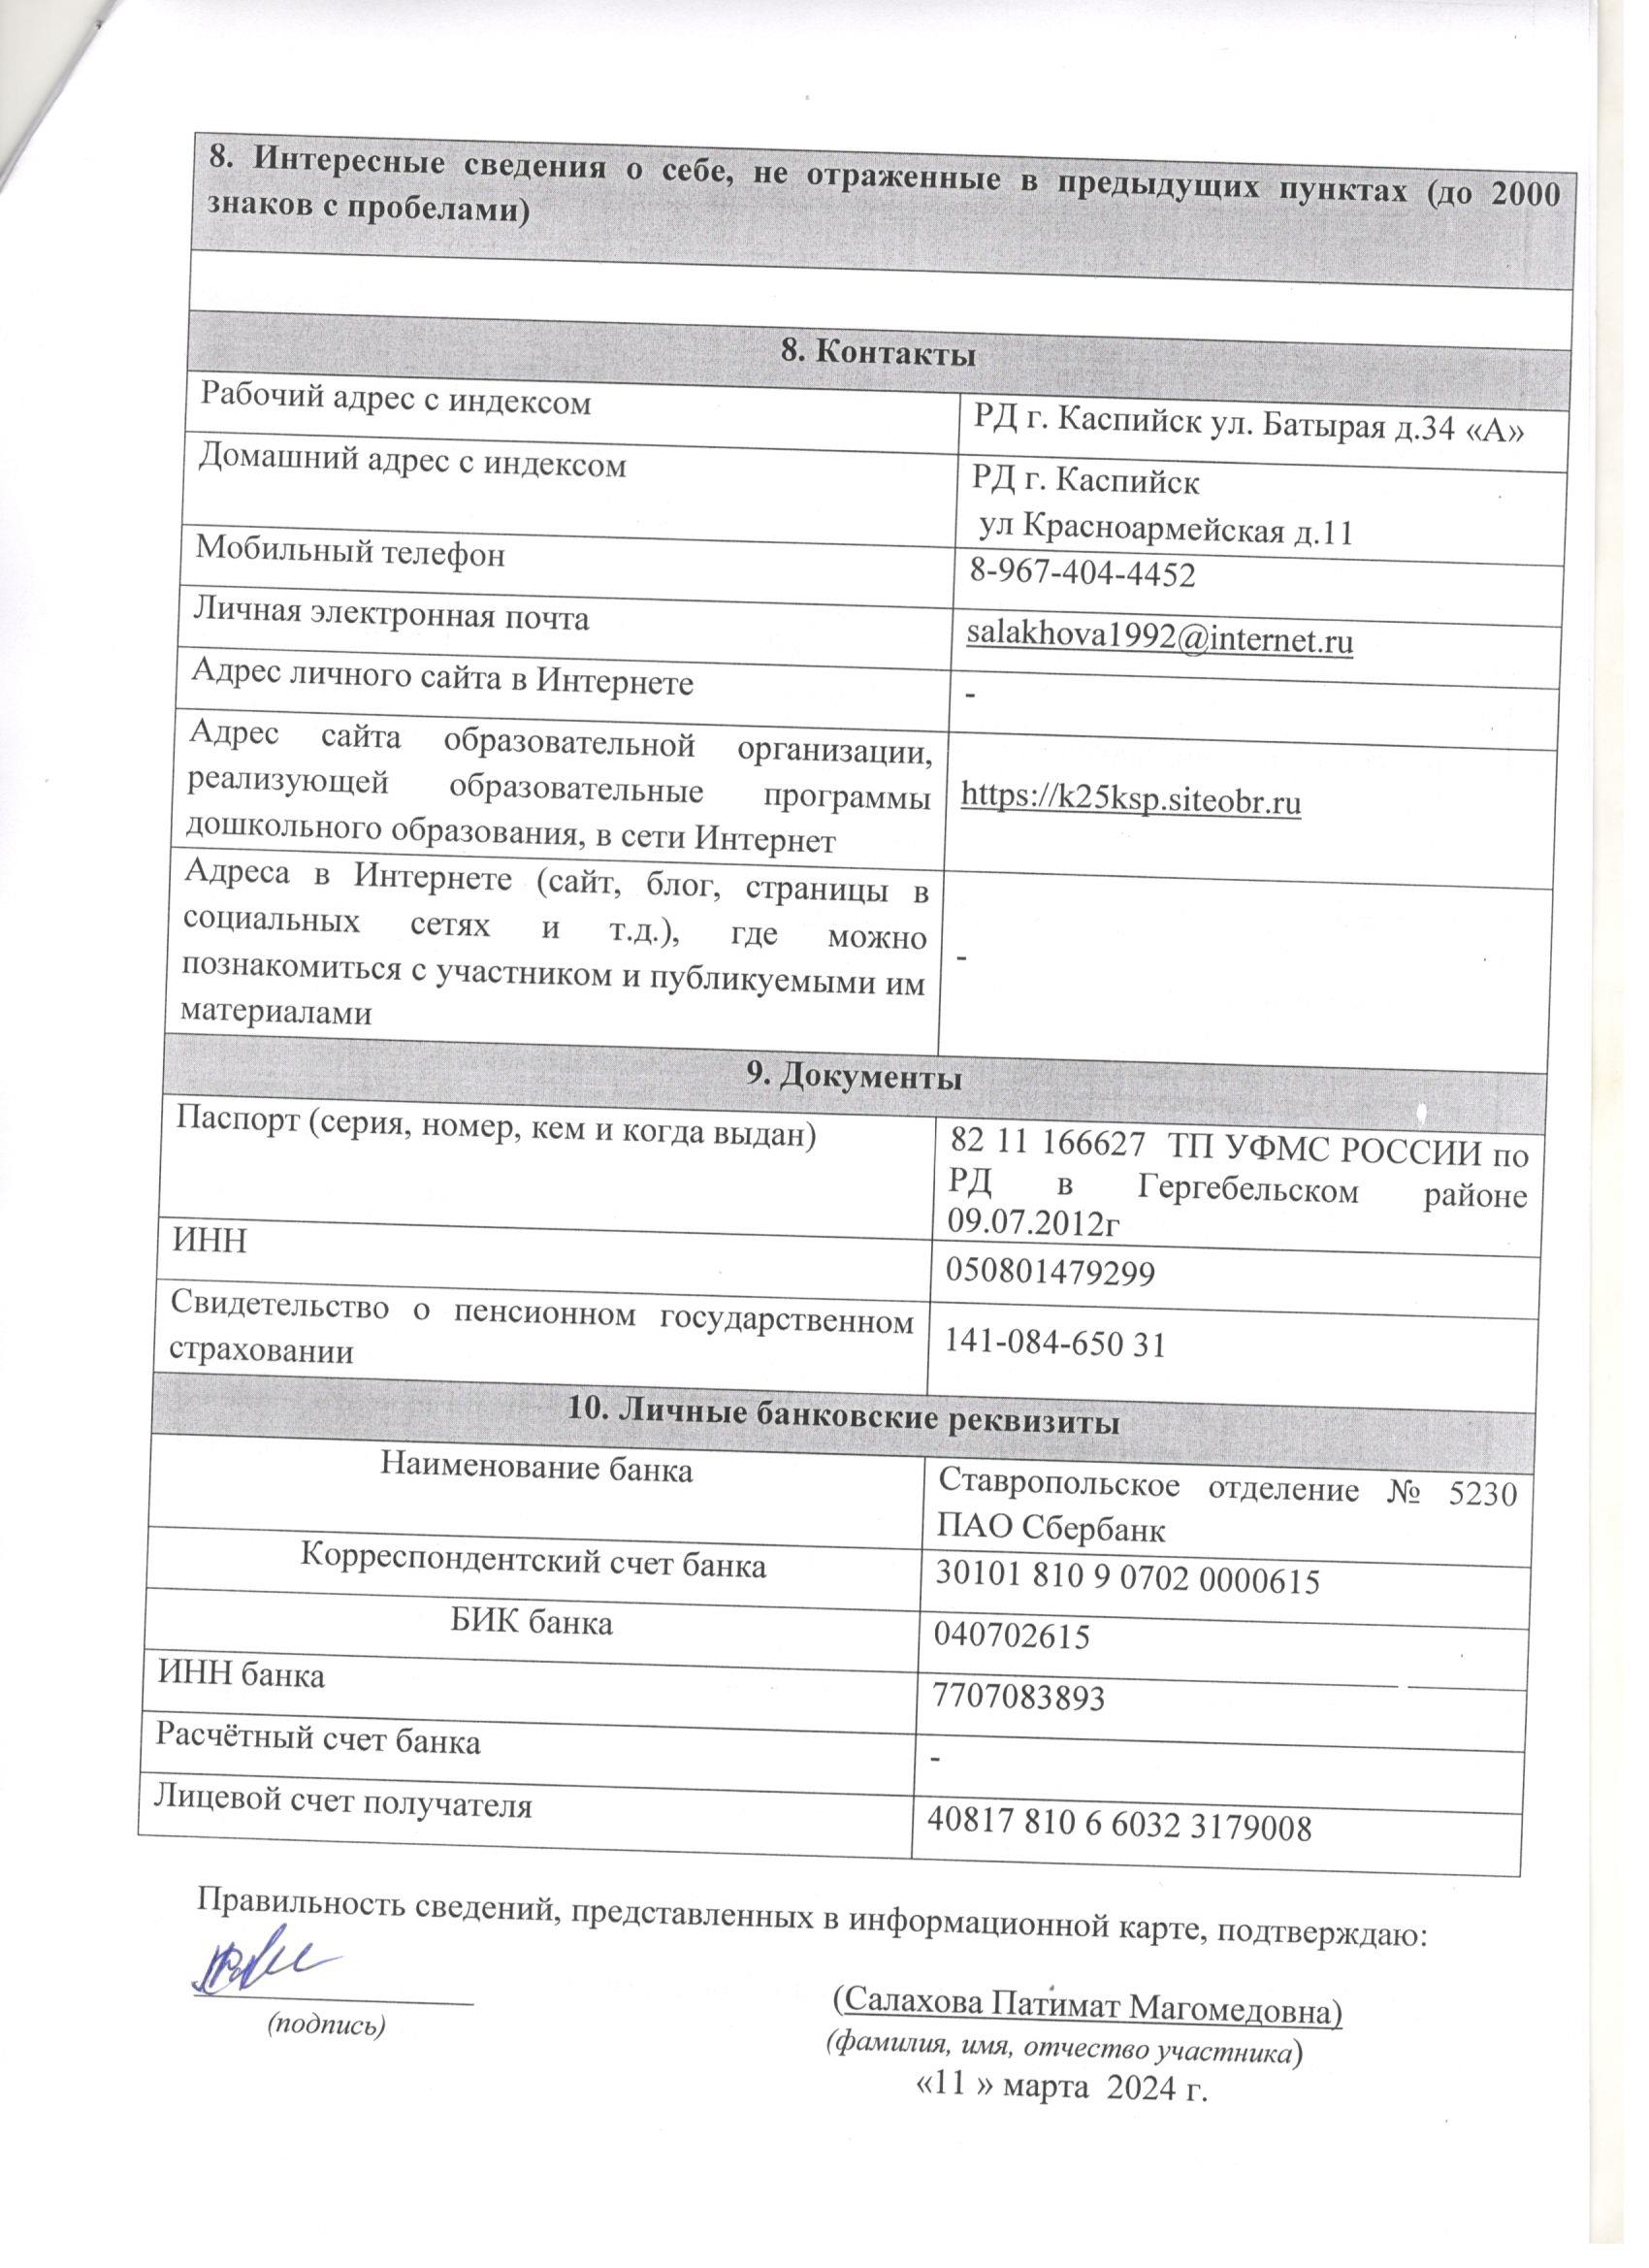 8. Интересные сведения о себе, не отраженные в предыдущих пунктах (до 2000
знаков с пробелами)
8. Контакты
Рабочий адрес с индексом
РД г. Каспийск ул. Батырая д.34 «А»
Домашний адрес с индексом
РД г. Каспийск
ул Красноармейская д.11
Мобильный телефон
8-967-404-4452
Личная электронная почта
salakhova1992@internet.ru
Адрес личного сайта в Интернете
-
Адрес сайта образовательной организации,
реализующей образовательные программы
дошкольного образования, в сети Интернет
https://k25ksp.siteobr.ru
Адреса в Интернете (сайт, блог, страницы в
социальных сетях и т.д.), где можно
познакомиться с участником и публикуемыми им
материалами
-
9. Документы
Паспорт (серия, номер, кем и когда выдан)
82 11 166627 ТП УФМС РОССИИ по
РД в Гергебельском районе
09.07.2012г
ИНН
050801479299
Свидетельство о пенсионном государственном
страховании
141-084-650 31
10. Личные банковские реквизиты
Наименование банка
Ставропольское отделение № 5230
ПАО Сбербанк
Корреспондентский счет банка
30101 810 9 0702 0000615
БИК банка
040702615
ИНН банка
7707083893
Расчётный счет банка
-
Лицевой счет получателя
40817 810 6 6032 3179008
Правильность сведений, представленных в информационной карте, подтверждаю:
(подпись)
(Салахова Патимат Магомедовна)
(фамилия, имя, отчество участника)
«11 » марта 2024 г.